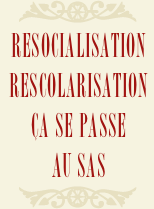 RESOCIALISATION
RESCOLARISATION
ÇA SE PASSE
AU SAS